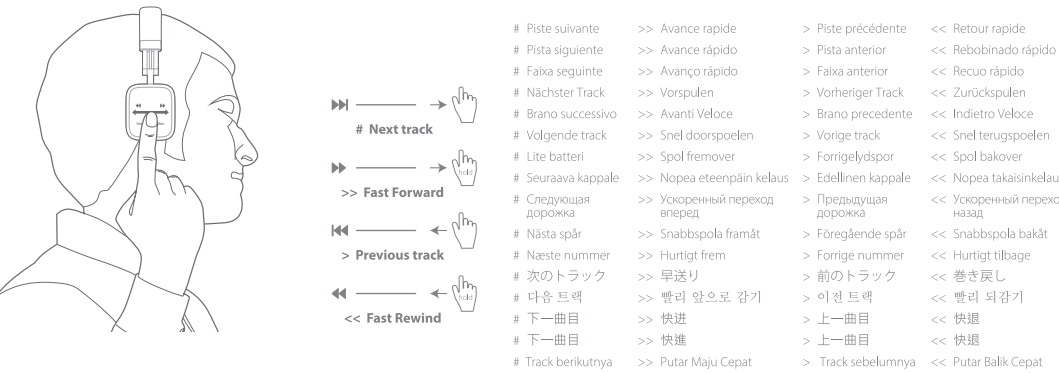 # Next track
hold
>> Fast Forward
> Previous track
hold
<< Fast Rewind
# Piste suivante >> Avance rapide > Piste précédente << Retour rapide
# Pista siguiente >> Avance rápido > Pista anterior << Rebobinado rápido
# Faixa seguinte >> Avanço rápido > Faixa anterior << Recuo rápido
# Nächster Track >> Vorspulen > Vorheriger Track << Zurückspulen
# Brano successivo >> Avanti Veloce > Brano precedente << Indietro Veloce
# Volgende track >> Snel doorspoelen > Vorige track << Snel terugspoelen
# Lite batteri >> Spol fremover > Forrigelydspor << Spol bakover
# Seuraava kappale >> Nopea eteenpäin kelaus > Edellinen kappale << Nopea takaisinkelau
# Следующая дорожка >> Ускоренный переход вперед > Предыдущая дорожка << Ускоренный перехо назад
# Nästa spår >> Snabbspola framåt > Föregående spår << Snabbspola bakåt
# Næste nummer >> Hurtigt frem > Forrige nummer << Hurtigt tilbage
# 次のトラック >> 早送り > 前のトラック << 巻き戻し
# 다음 트랙 >> 빨리 앞으로 감기 > 이전 트랙 << 빨리 되감기
# 下一曲目 >> 快进 > 上一曲目 << 快退
# 下一曲目 >> 快進 > 上一曲目 << 快退
# Track berikutnya >> Putar Maju Cepat > Track sebelumnya << Putar Balik Cepat